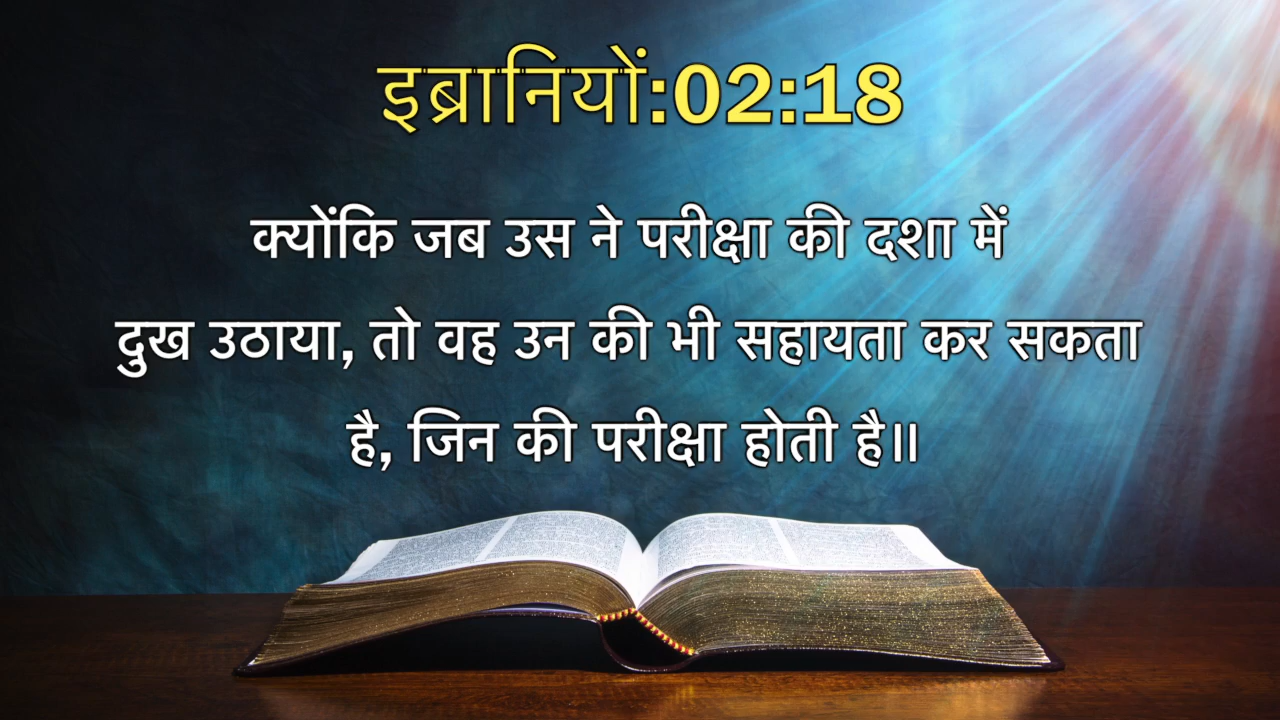 इब्रानियों:02:18
क्योंकि जब उस ने परीक्षा की दशा में
दुख उठाया, तो वह उन की भी सहायता कर सकता
है, जिन की परीक्षा होती है॥